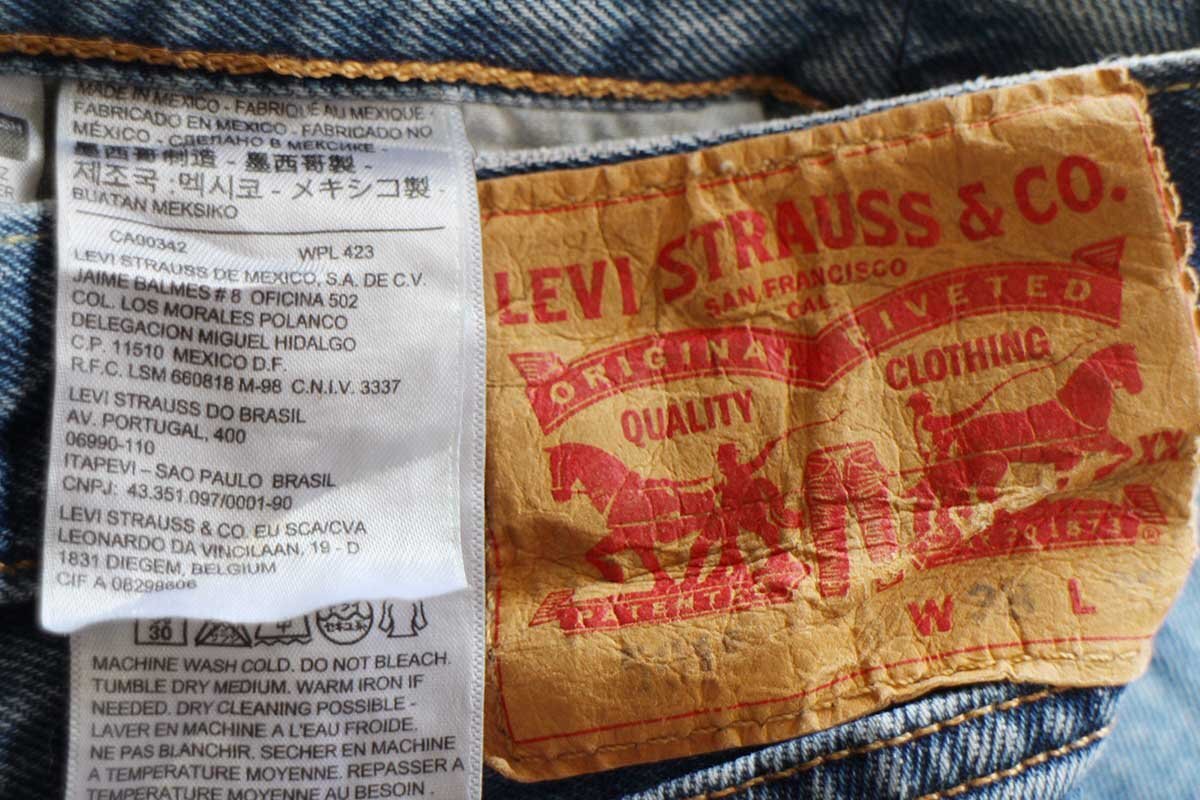 MADE IN MEXICO - FABRIQUÉ AU MEXIQUE -
FABRICADO EN MEXICO - FABRICADO NO
MÉXICO - СДЕЛАНО В МЕКСИКЕ -
墨西哥制造 - 墨西哥製 -
제조국 :멕시코 - メキシコ製 -
BUATAN MEKSIKO
CA00342 WPL 423
LEVI STRAUSS DE MEXICO, S.A. DE C.V.
JAIME BALMES # 8 OFICINA 502
COL. LOS MORALES POLANCO
DELEGACION MIGUEL HIDALGO
C.P. 11510 MEXICO D.F.
R.F.C. LSM 660818 M-98 C.N.I.V. 3337
LEVI STRAUSS DO BRASIL
AV. PORTUGAL, 400
06990-110
ITAPEVI – SAO PAULO BRASIL
CNPJ: 43.351.097/0001-90
LEVI STRAUSS & CO. EU SCA/CVA
LEONARDO DA VINCILAAN, 19 - D
1831 DIEGEM, BELGIUM
CIF A 08298606
30
MACHINE WASH COLD. DO NOT BLEACH.
TUMBLE DRY MEDIUM. WARM IRON IF
NEEDED. DRY CLEANING POSSIBLE -
LAVER EN MACHINE A L'EAU FROIDE.
NE PAS BLANCHIR. SECHER EN MACHINE
A TEMPERATURE MOYENNE. REPASSER A
TEMPERATURE MOYENNE AU BESOIN.
LEVI STRAUSS & CO.
SAN FRANCISCO
CAL.
ORIGINAL RIVETED
QUALITY CLOTHING
XX
1873 ®
W L